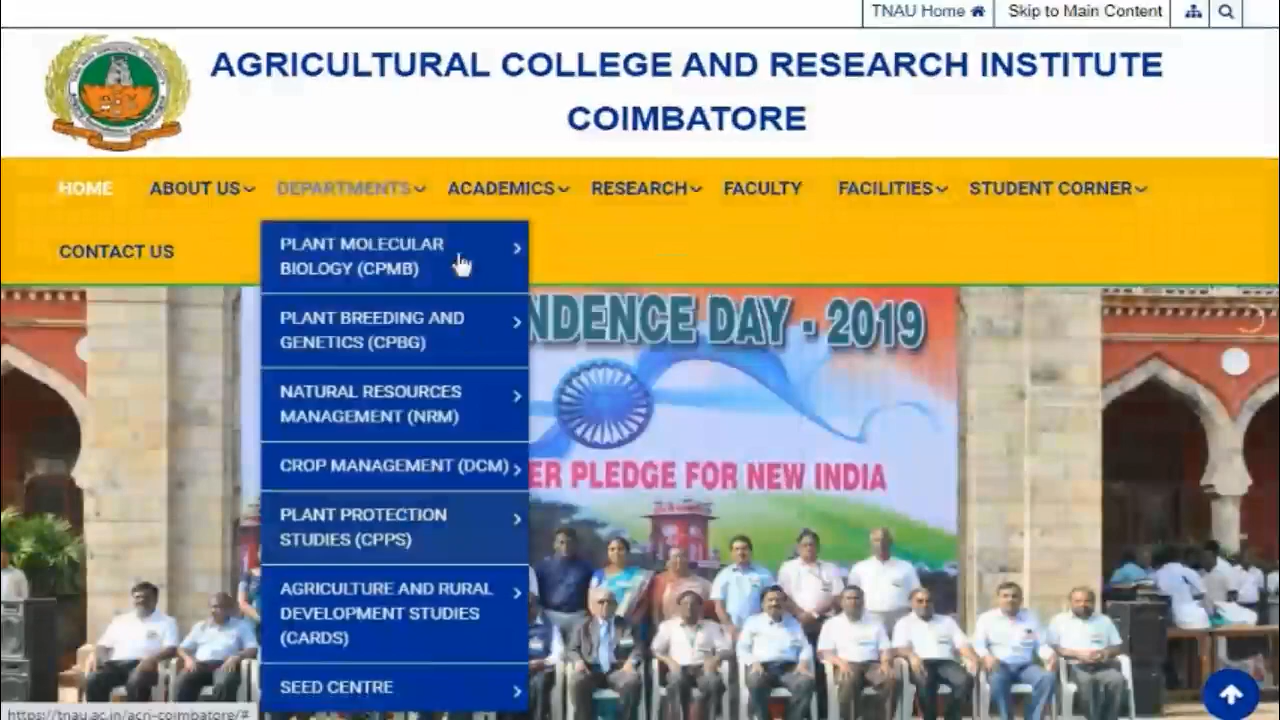 TNAU Home
Skip to Main Content
AGRICULTURAL COLLEGE AND RESEARCH INSTITUTE
COIMBATORE
HOME
ABOUT US
DEPARTMENTS
ACADEMICS
RESEARCH
FACULTY
FACILITIES
STUDENT CORNER
CONTACT US
PLANT MOLECULAR
BIOLOGY (CPMB)
PLANT BREEDING AND
GENETICS (CPBG)
NATURAL RESOURCES
MANAGEMENT (NRM)
CROP MANAGEMENT (DCM)
PLANT PROTECTION
STUDIES (CPPS)
AGRICULTURE AND RURAL
DEVELOPMENT STUDIES
(CARDS)
SEED CENTRE
NDENCE DAY - 2019
ER PLEDGE FOR NEW INDIA
https://tnau.ac.in/acri-coimbatore/#